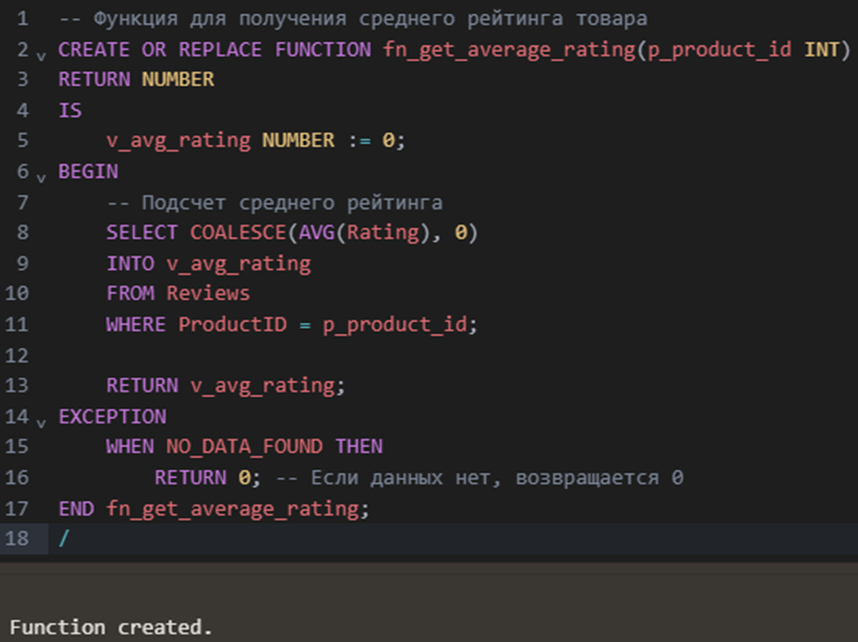 1 -- Функция для получения среднего рейтинга товара
2 CREATE OR REPLACE FUNCTION fn_get_average_rating(p_product_id INT)
3 RETURN NUMBER
4 IS
5     v_avg_rating NUMBER := 0;
6 BEGIN
7     -- Подсчет среднего рейтинга
8     SELECT COALESCE(AVG(Rating), 0)
9     INTO v_avg_rating
10     FROM Reviews
11     WHERE ProductID = p_product_id;
12
13     RETURN v_avg_rating;
14 EXCEPTION
15     WHEN NO_DATA_FOUND THEN
16         RETURN 0; -- Если данных нет, возвращается 0
17 END fn_get_average_rating;
18 /
Function created.